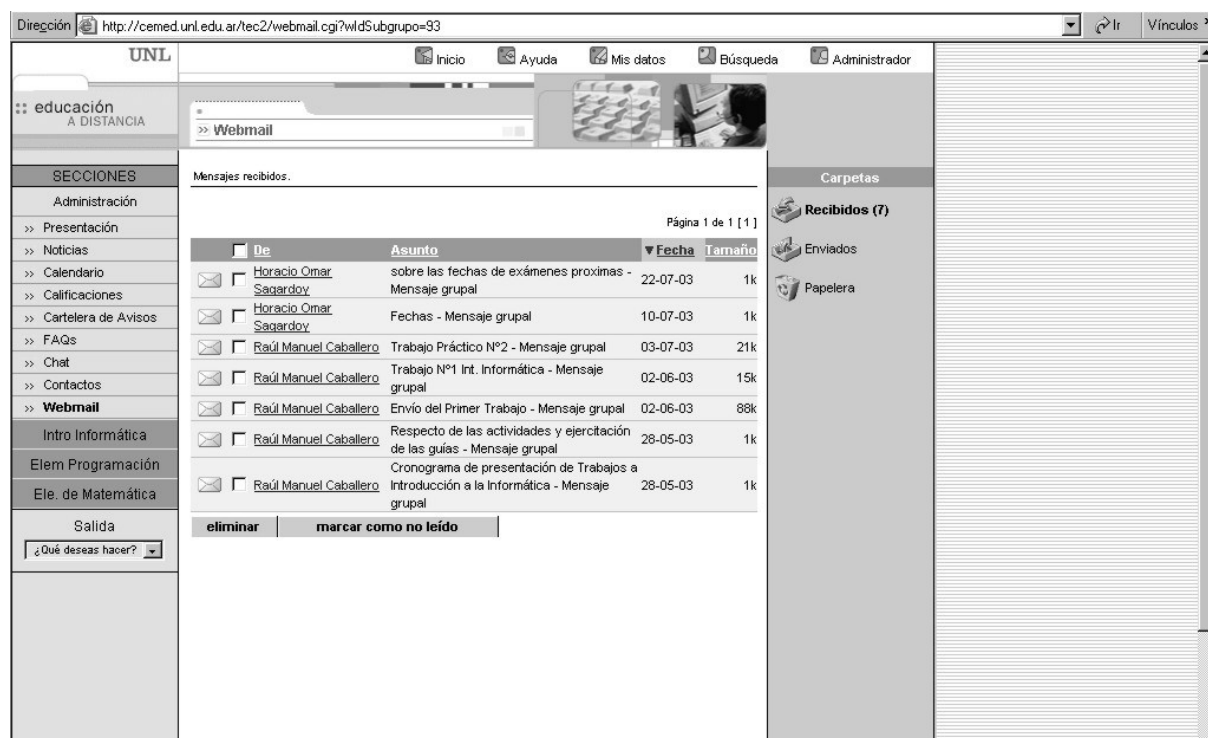 Dirección http://cemed.unl.edu.ar/tec2/webmail.cgi?wIdSubgrupo=93 Ir Vínculos
UNL Inicio Ayuda Mis datos Búsqueda Administrador
:: educación
A DISTANCIA
>> Webmail
SECCIONES
Administración
>> Presentación
>> Noticias
>> Calendario
>> Calificaciones
>> Cartelera de Avisos
>> FAQs
>> Chat
>> Contactos
>> Webmail
Intro Informática
Elem Programación
Ele. de Matemática
Salida
¿Qué deseas hacer?
Mensajes recibidos.
Página 1 de 1 [ 1 ]
De Asunto ▼Fecha Tamaño
Horacio Omar
Sagardoy
sobre las fechas de exámenes proximas -
Mensaje grupal
22-07-03 1k
Horacio Omar
Sagardoy
Fechas - Mensaje grupal 10-07-03 1k
Raúl Manuel Caballero Trabajo Práctico Nº2 - Mensaje grupal 03-07-03 21k
Raúl Manuel Caballero
Trabajo Nº1 Int. Informática - Mensaje
grupal
02-06-03 15k
Raúl Manuel Caballero Envío del Primer Trabajo - Mensaje grupal 02-06-03 88k
Raúl Manuel Caballero
Respecto de las actividades y ejercitación
de las guías - Mensaje grupal
28-05-03 1k
Raúl Manuel Caballero
Cronograma de presentación de Trabajos a
Introducción a la Informática - Mensaje
grupal
28-05-03 1k
eliminar marcar como no leído
Carpetas
Recibidos (7)
Enviados
Papelera